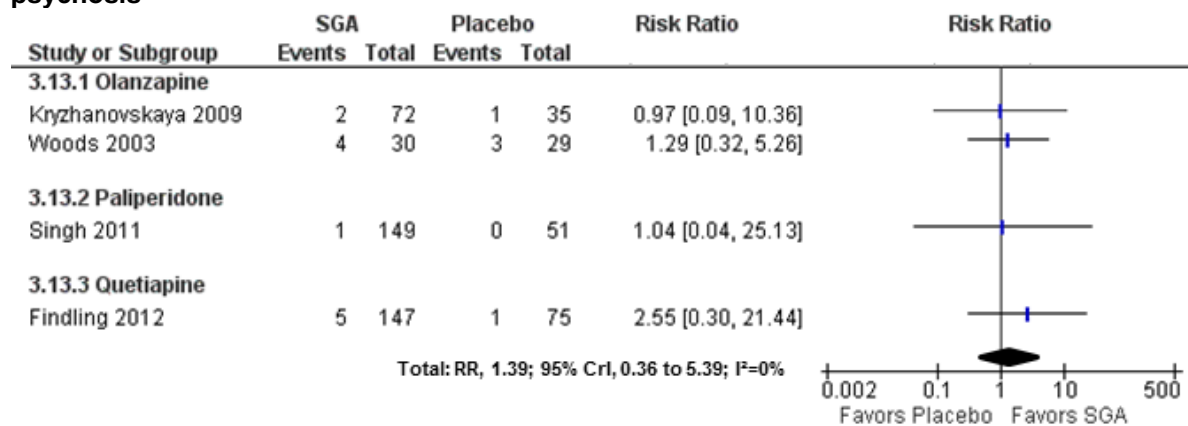 psychosis
SGA Placebo Risk Ratio Risk Ratio
Study or Subgroup Events Total Events Total
3.13.1 Olanzapine
Kryzhanovskaya 2009 2 72 1 35 0.97 [0.09, 10.36]
Woods 2003 4 30 3 29 1.29 [0.32, 5.26]
3.13.2 Paliperidone
Singh 2011 1 149 0 51 1.04 [0.04, 25.13]
3.13.3 Quetiapine
Findling 2012 5 147 1 75 2.55 [0.30, 21.44]
Total: RR, 1.39; 95% CrI, 0.36 to 5.39; I²=0%
0.002 0.1 1 10 500
Favors Placebo Favors SGA